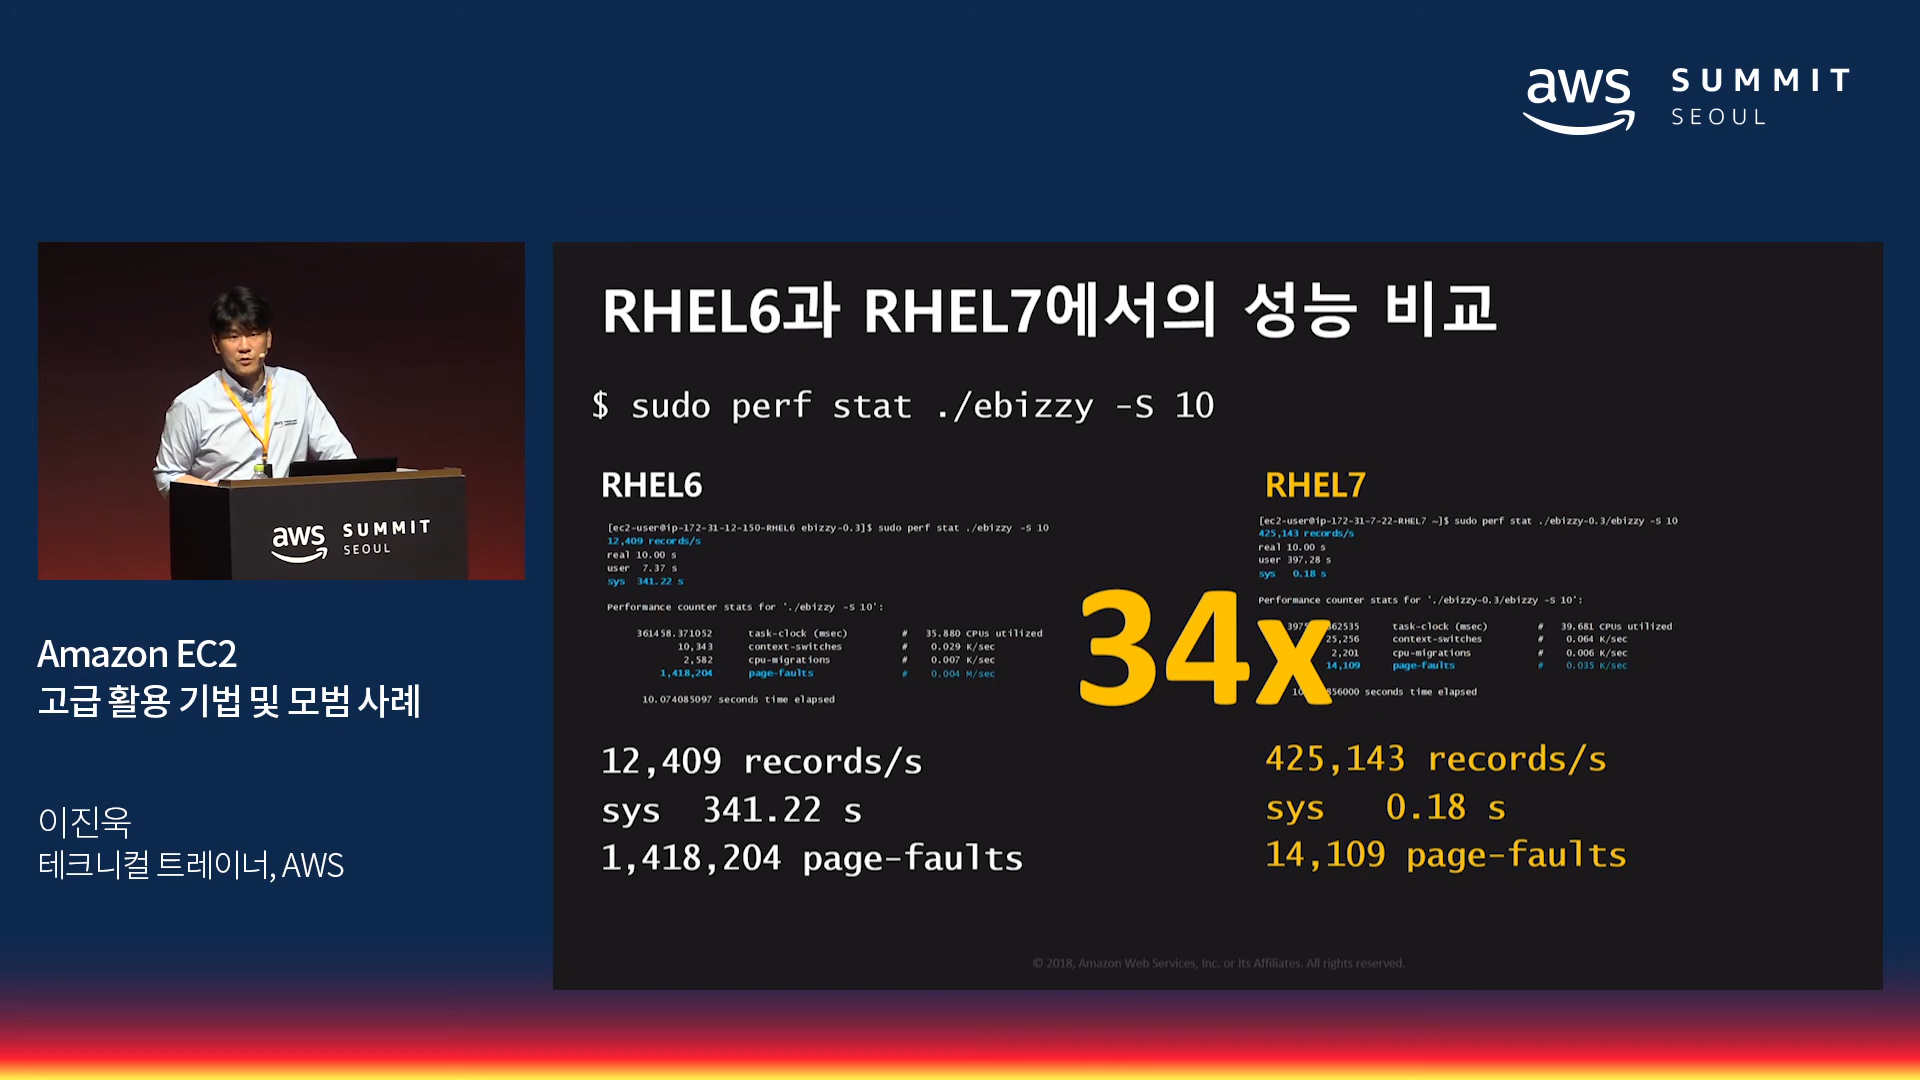 aws SUMMIT
SEOUL
aws SUMMIT
SEOUL
Amazon EC2
고급 활용 기법 및 모범 사례
이진욱
테크니컬 트레이너, AWS
RHEL6과 RHEL7에서의 성능 비교
$ sudo perf stat ./ebizzy -S 10
RHEL6
[ec2-user@ip-172-31-12-150-RHEL6 ebizzy-0.3]$ sudo perf stat ./ebizzy -S 10
12,409 records/s
real 10.00 s
user 7.37 s
sys 341.22 s
Performance counter stats for './ebizzy -S 10':
361458.371052 task-clock (msec) # 35.880 CPUs utilized
10,343 context-switches # 0.029 K/sec
2,582 cpu-migrations # 0.007 K/sec
1,418,204 page-faults # 0.004 M/sec
10.074085097 seconds time elapsed
12,409 records/s
sys 341.22 s
1,418,204 page-faults
34x
RHEL7
[ec2-user@ip-172-31-7-22-RHEL7 ~]$ sudo perf stat ./ebizzy-0.3/ebizzy -S 10
425,143 records/s
real 10.00 s
user 397.28 s
sys 0.18 s
Performance counter stats for './ebizzy-0.3/ebizzy -S 10':
task-clock (msec) # 39.681 CPUs utilized
25,256 context-switches # 0.064 K/sec
2,201 cpu-migrations # 0.006 K/sec
14,109 page-faults # 0.035 K/sec
seconds time elapsed
425,143 records/s
sys 0.18 s
14,109 page-faults
© 2018, Amazon Web Services, Inc. or Its Affiliates. All rights reserved.